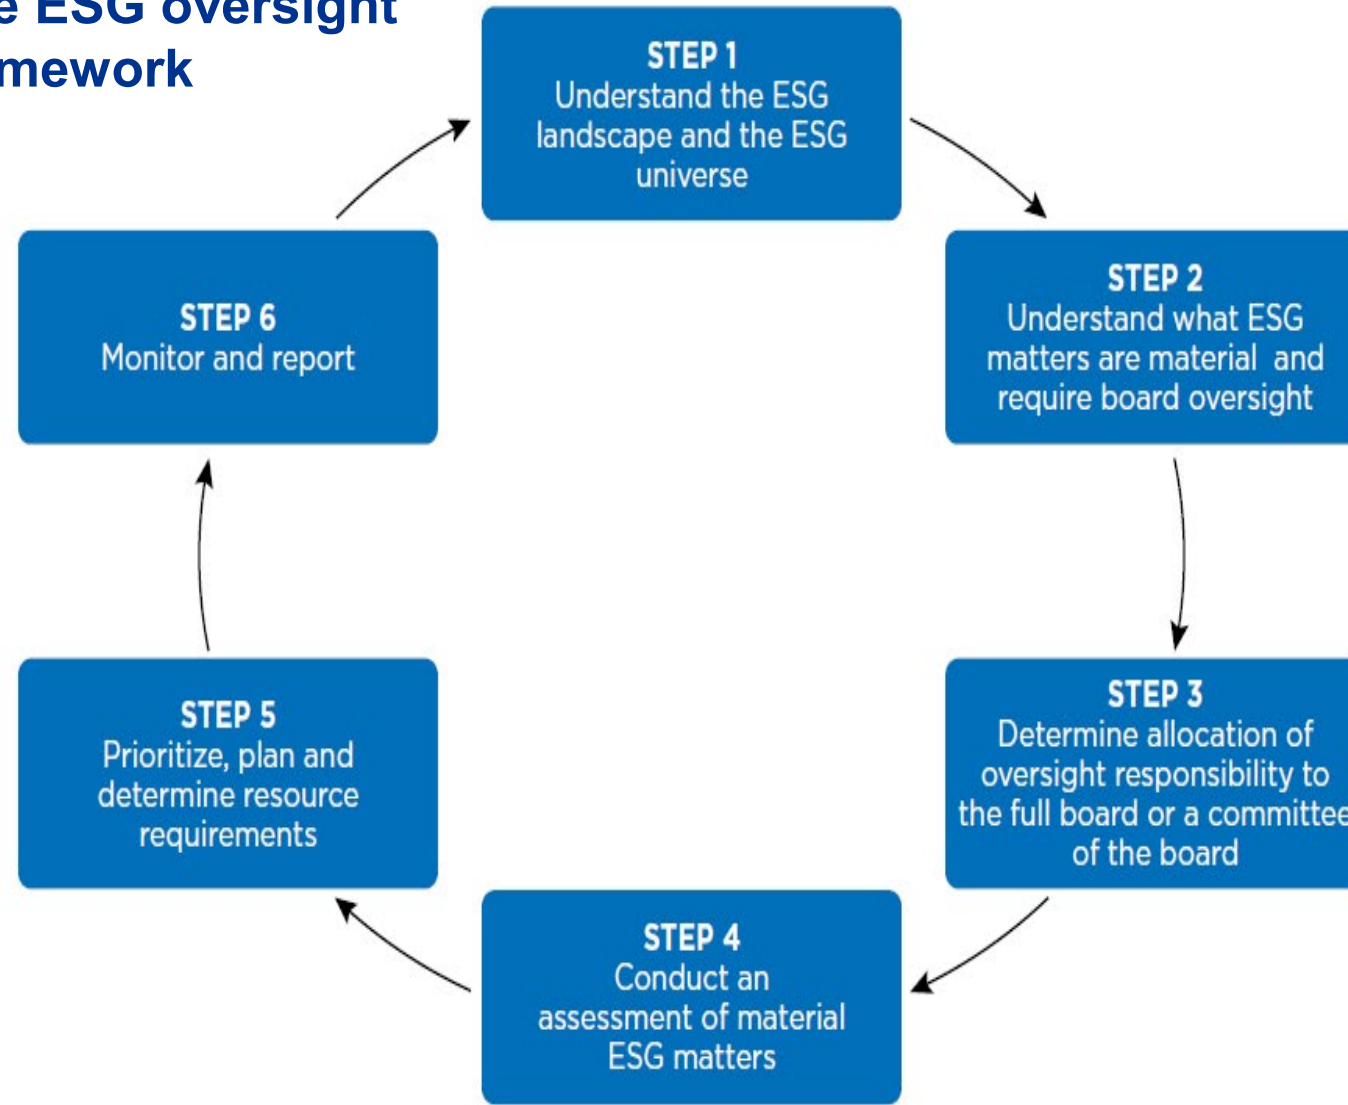 e ESG oversight
mework
STEP 1
Understand the ESG
landscape and the ESG
universe
STEP 2
Understand what ESG
matters are material and
require board oversight
STEP 3
Determine allocation of
oversight responsibility to
the full board or a committee
of the board
STEP 4
Conduct an
assessment of material
ESG matters
STEP 5
Prioritize, plan and
determine resource
requirements
STEP 6
Monitor and report